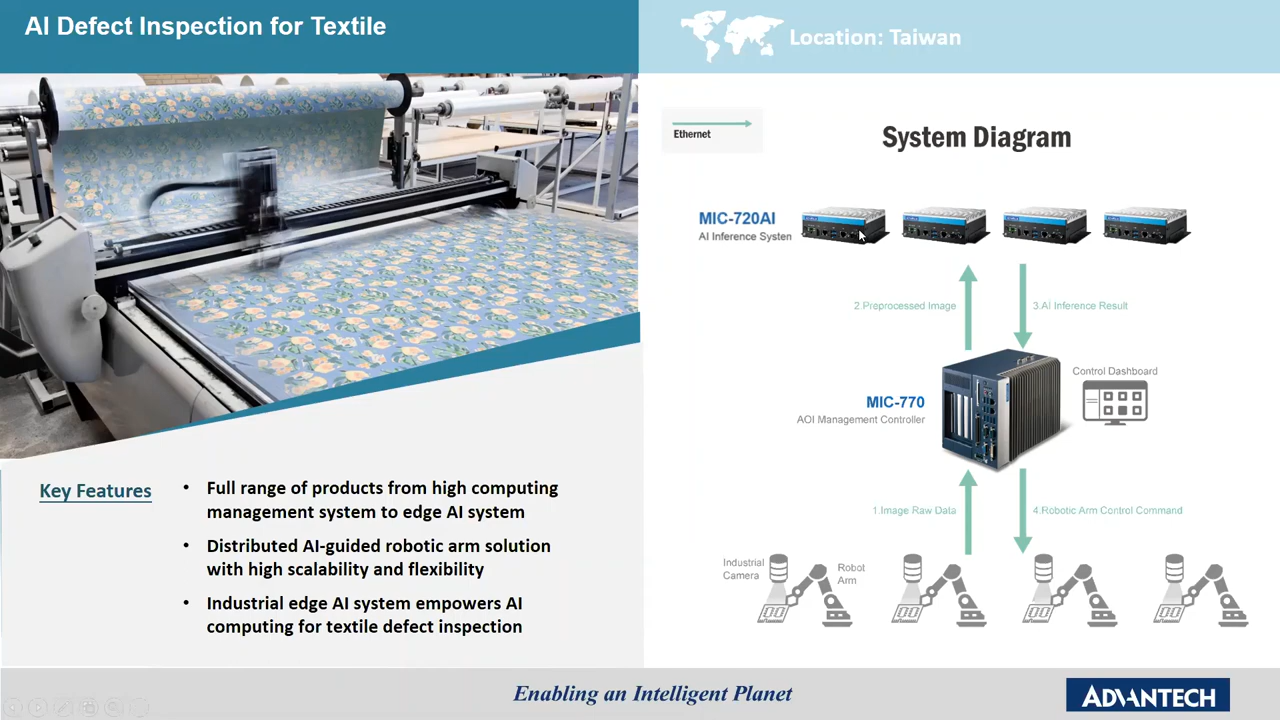 AI Defect Inspection for Textile
Location: Taiwan
Ethernet
System Diagram
MIC-720AI
AI Inference System
2.Preprocessed Image
3.AI Inference Result
Control Dashboard
MIC-770
AOI Management Controller
1.Image Raw Data
4.Robotic Arm Control Command
Industrial
Camera
Robot
Arm
Key Features
• Full range of products from high computing
management system to edge AI system
• Distributed AI-guided robotic arm solution
with high scalability and flexibility
• Industrial edge AI system empowers AI
computing for textile defect inspection
Enabling an Intelligent Planet
ADVANTECH